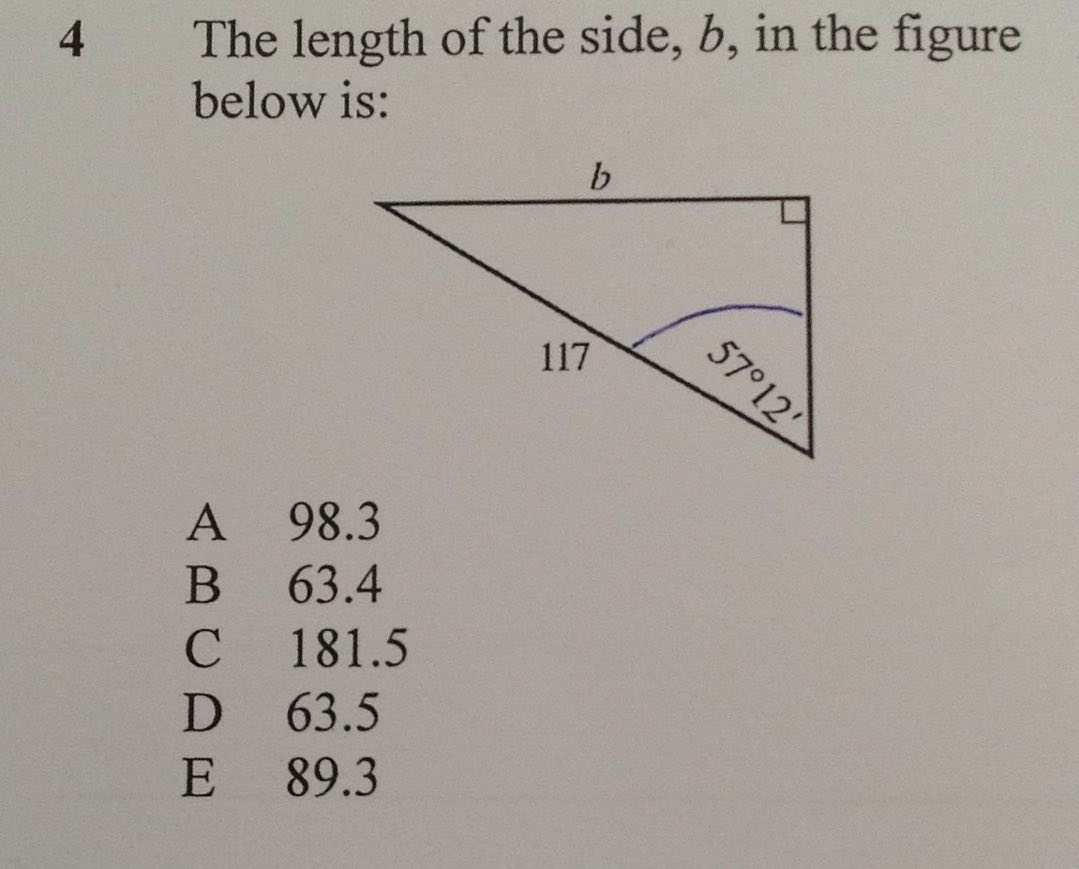 4 The length of the side, b, in the figure
below is:
b
117
57°12'
A 98.3
B 63.4
C 181.5
D 63.5
E 89.3